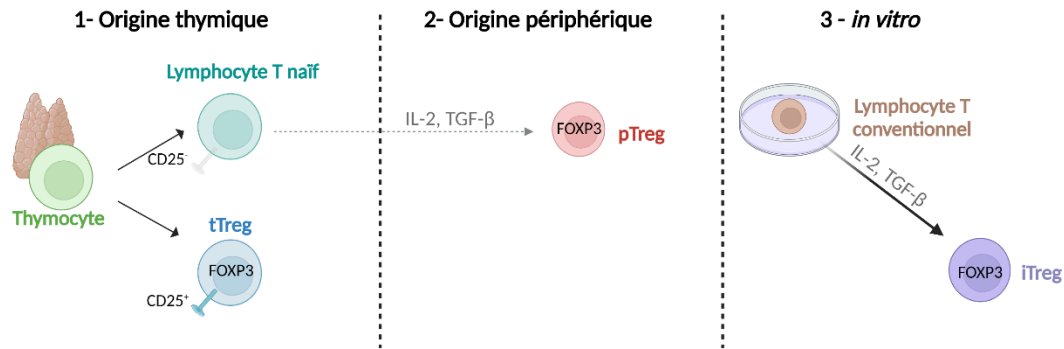 1- Origine thymique
2- Origine périphérique
3 - in vitro
Lymphocyte T naïf
CD25⁻
Thymocyte
tTreg
FOXP3
CD25⁺
IL-2, TGF-β
FOXP3
pTreg
Lymphocyte T
conventionnel
IL-2, TGF-β
FOXP3
iTreg